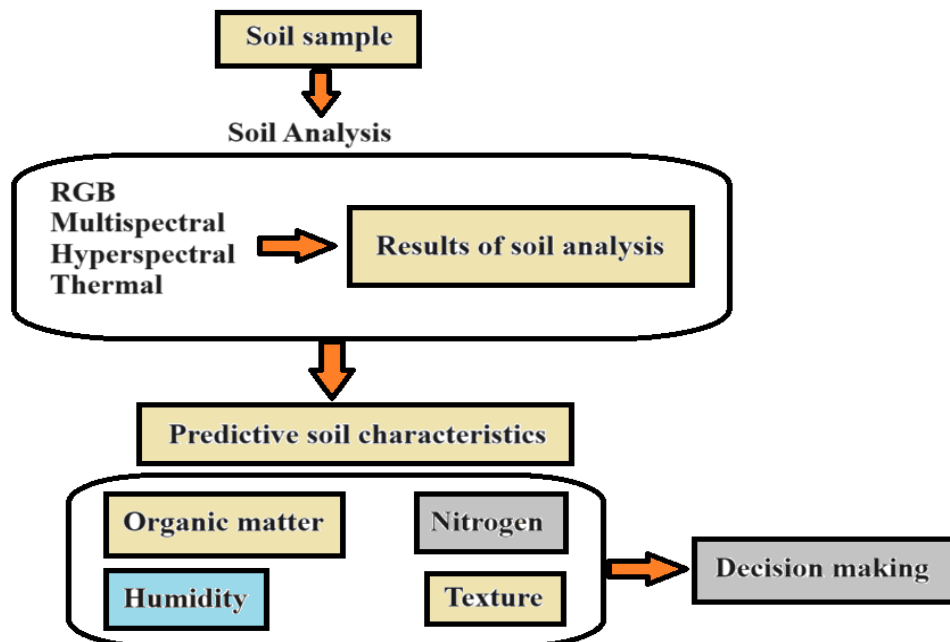 Soil sample
Soil Analysis
RGB
Multispectral
Hyperspectral
Thermal
Results of soil analysis
Predictive soil characteristics
Organic matter
Nitrogen
Humidity
Texture
Decision making